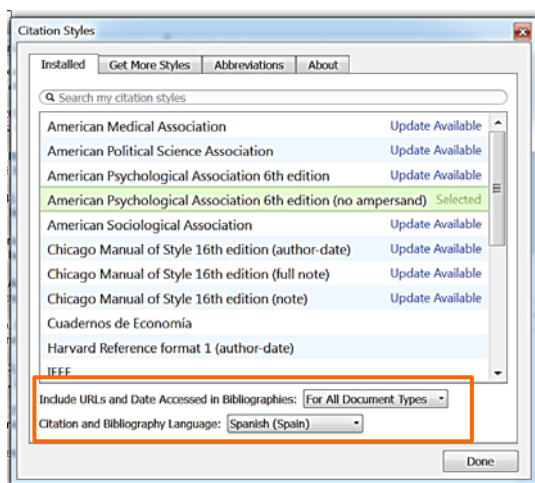 Citation Styles
Installed Get More Styles Abbreviations About
Search my citation styles
American Medical Association Update Available
American Political Science Association Update Available
American Psychological Association 6th edition Update Available
American Psychological Association 6th edition (no ampersand) Selected
American Sociological Association Update Available
Chicago Manual of Style 16th edition (author-date) Update Available
Chicago Manual of Style 16th edition (full note) Update Available
Chicago Manual of Style 16th edition (note) Update Available
Cuadernos de Economía
Harvard Reference format 1 (author-date)
IEEE
Include URLs and Date Accessed in Bibliographies: For All Document Types
Citation and Bibliography Language: Spanish (Spain)
Done